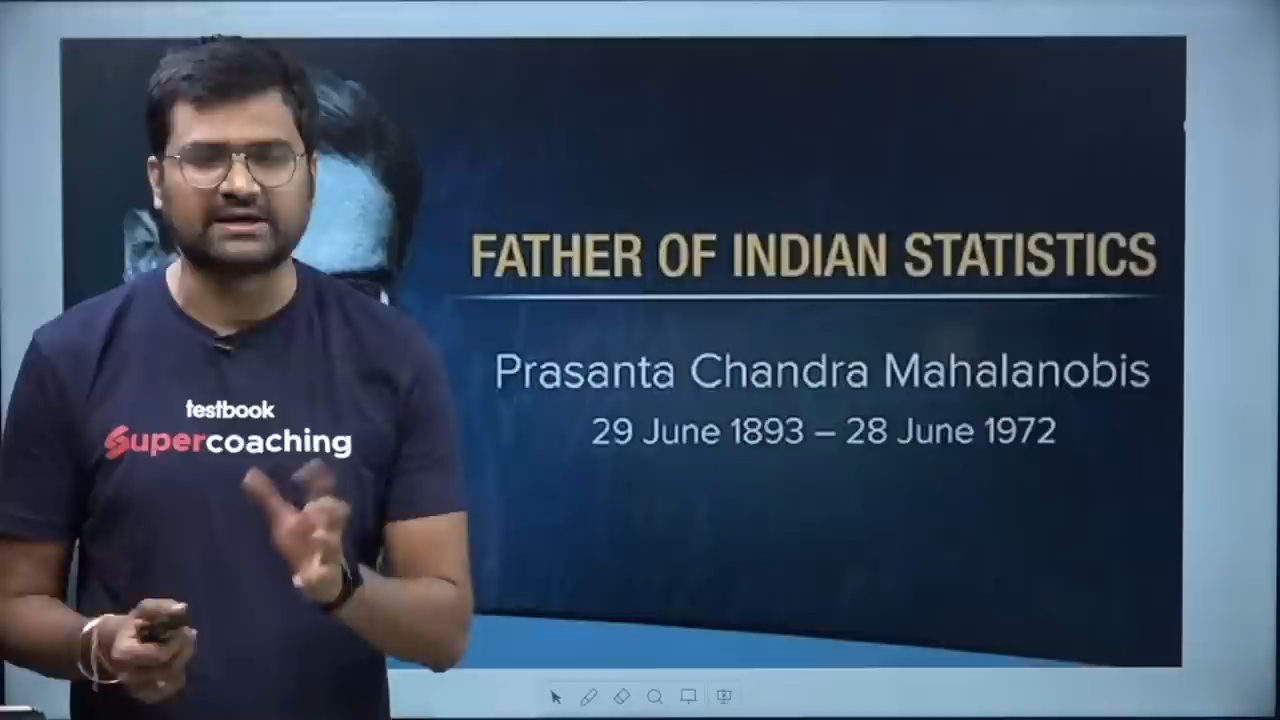 FATHER OF INDIAN STATISTICS
Prasanta Chandra Mahalanobis
29 June 1893 – 28 June 1972
testbook
Supercoaching